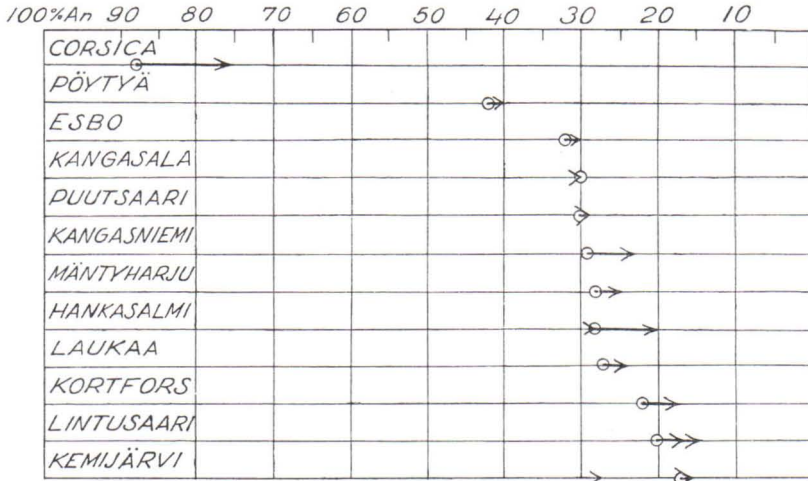 100%An 90 80 70 60 50 40 30 20 10
CORSICA
PÖYTYÄ
ESBO
KANGASALA
PUUTSAARI
KANGASNIEMI
MÄNTYHARJU
HANKASALMI
LAUKAA
KORTFORS
LINTUSAARI
KEMIJÄRVI